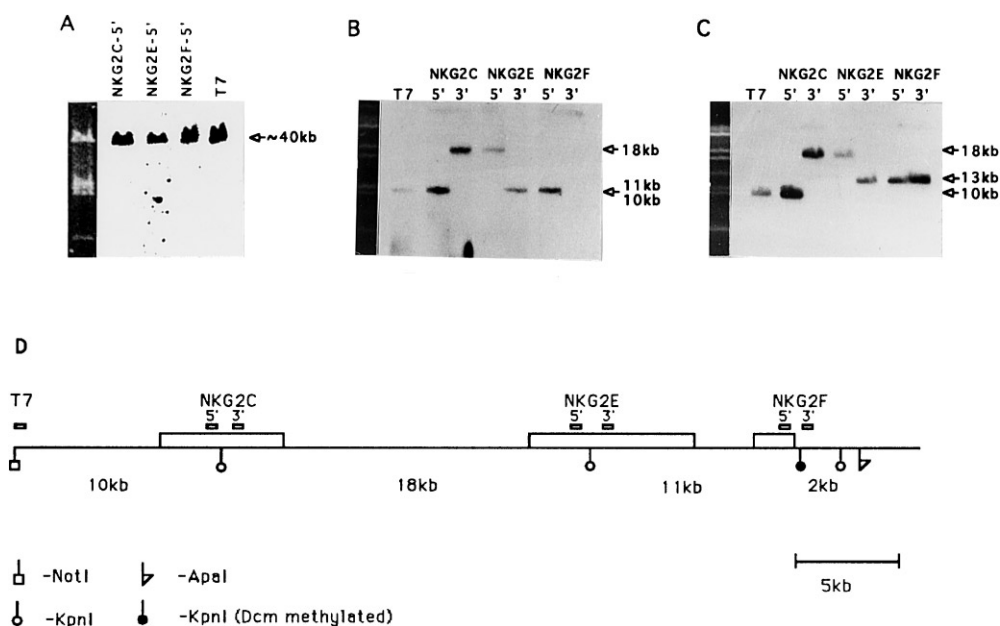 A
NKG2C-5'
NKG2E-5'
NKG2F-5'
T7
~40kb
B
NKG2C NKG2E NKG2F
T7 5' 3' 5' 3' 5' 3'
18kb
11kb
10kb
C
NKG2C NKG2E NKG2F
T7 5' 3' 5' 3' 5' 3'
18kb
13kb
10kb
D
T7 NKG2C NKG2E NKG2F
5' 3' 5' 3' 5' 3'
10kb 18kb 11kb 2kb
-NotI -ApaI
-KpnI -KpnI (Dcm methylated)
5kb